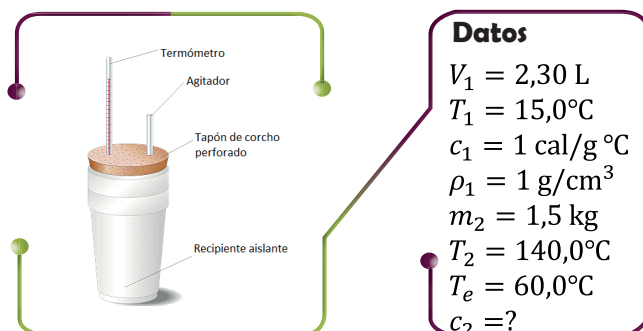 Termómetro
Agitador
Tapón de corcho
perforado
Recipiente aislante
Datos
V₁ = 2,30 L
T₁ = 15,0°C
c₁ = 1 cal/g °C
ρ₁ = 1 g/cm³
m₂ = 1,5 kg
T₂ = 140,0°C
Tₑ = 60,0°C
c₂ =?